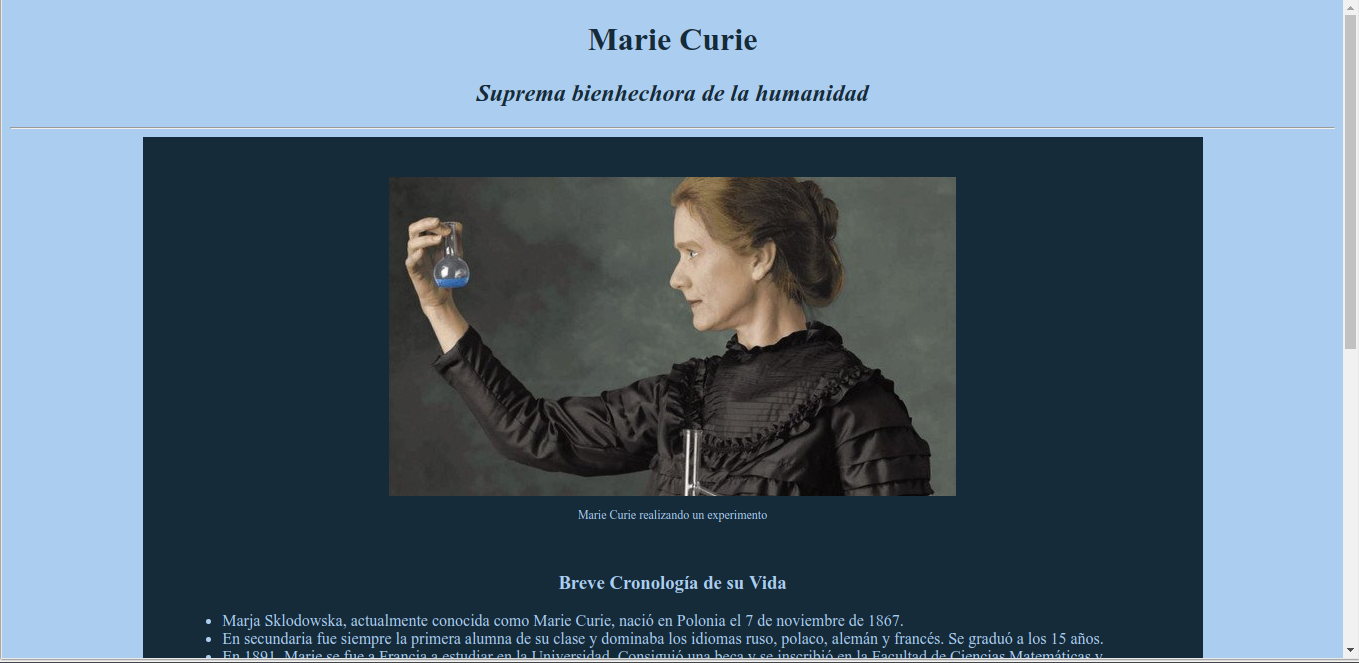 Marie Curie
Suprema bienhechora de la humanidad
Marie Curie realizando un experimento
Breve Cronología de su Vida
Marja Sklodowska, actualmente conocida como Marie Curie, nació en Polonia el 7 de noviembre de 1867.
En secundaria fue siempre la primera alumna de su clase y dominaba los idiomas ruso, polaco, alemán y francés. Se graduó a los 15 años.
En 1891, Marie se fue a Francia a estudiar en la Universidad. Consiguió una beca y se inscribió en la Facultad de Ciencias Matemáticas y